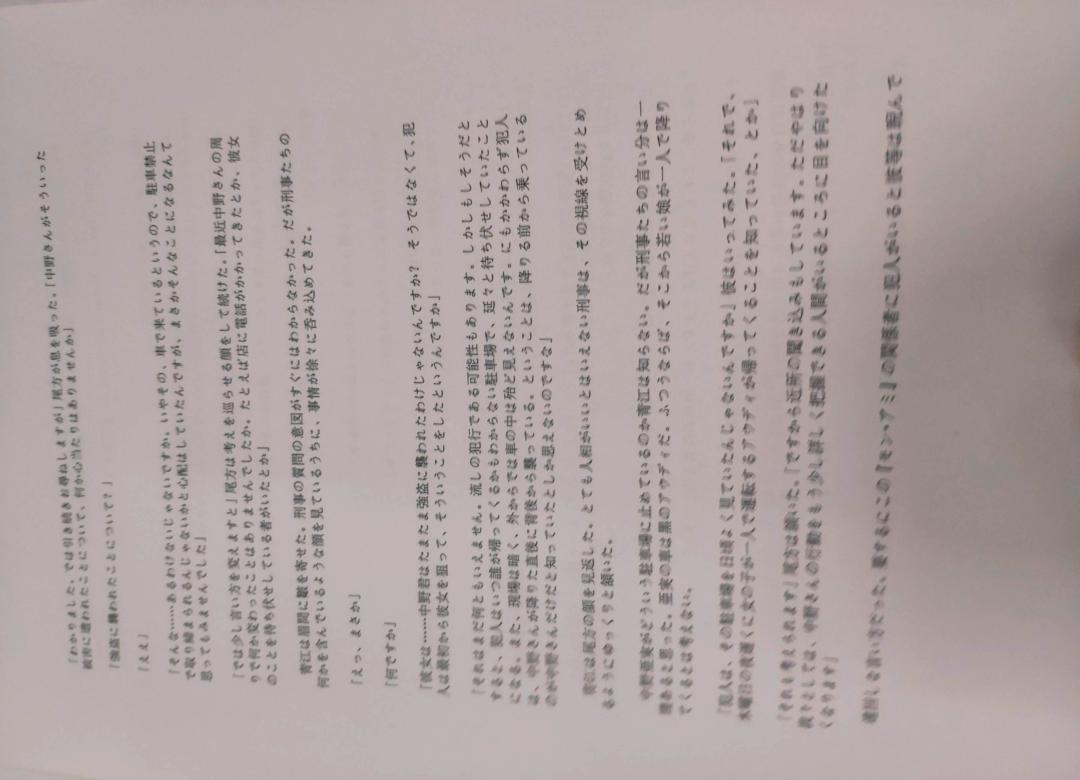 「わかりました。では引き続きお尋ねしますが」尾方が息を吸った。「中野さんがそういった
被害に遭われたことについて、何か心当たりはありませんか」
「強盗に襲われたことについて？」
「ええ」
「そんな……あるわけないじゃないですか。いやその、車で来ているというので、駐車禁止
で取り締まられるんじゃないかと心配はしていたんですが、まさかそんなことになるなんて
思ってもみませんでした」
「では少し言い方を変えますと」尾方は考えを巡らせる顔をして続けた。「最近中野さんの周
りで何か変わったことはありませんでしたか。たとえば店に電話がかかってきたとか、彼女
のことを待ち伏せしている者がいたとか」
青江は眉間に皺を寄せた。刑事の質問の意図がすぐにはわからなかった。だが刑事たちの
何かを含んでいるような顔を見ているうちに、事情が徐々に呑み込めてきた。
「えっ、まさか」
「何ですか」
「彼女は……中野君はたまたま強盗に襲われたわけじゃないんですか？　そうではなくて、犯
人は最初から彼女を狙って、そういうことをしたというんですか」
「それはまだ何ともいえません。流しの犯行である可能性もあります。しかしもしそうだと
すると、犯人はいつ誰が帰ってくるかもわからない駐車場で、延々と待ち伏せしていたこと
になる。また、現場は暗く、外からでは車の中は殆ど見えないんです。にもかかわらず犯人
は、中野さんが降りた直後に背後から襲っている。ということは、降りる前から乗っている
のが中野さんだけだと知っていたとしか思えないのですな」
青江は尾方の顔を見返した。とても人相がいいとはいえない刑事は、その視線を受けとめ
るようにゆっくりと頷いた。
中野亜実がどういう駐車場に止めているのか青江は知らない。だが刑事たちの言い分は一
理あると思った。亜実の車は黒のアウディだ。ふつうならば、そこから若い娘が一人で降り
てくるとは考えない。
「犯人は、その駐車場を日頃よく見ていたんじゃないんですか」彼はいってみた。「それで、
水曜日の夜遅くに女の子が一人で運転するアウディが帰ってくることを知っていた、とか」
「それも考えられます」尾方は頷いた。「ですから近所の聞き込みもしています。ただやはり
我々としては、中野さんの行動をもう少し詳しく把握できる人間がいるところに目を向けた
くなります」
遠回しな言い方だった。要するにこの『モン・アミ』の関係者に犯人がいると彼等は睨んで